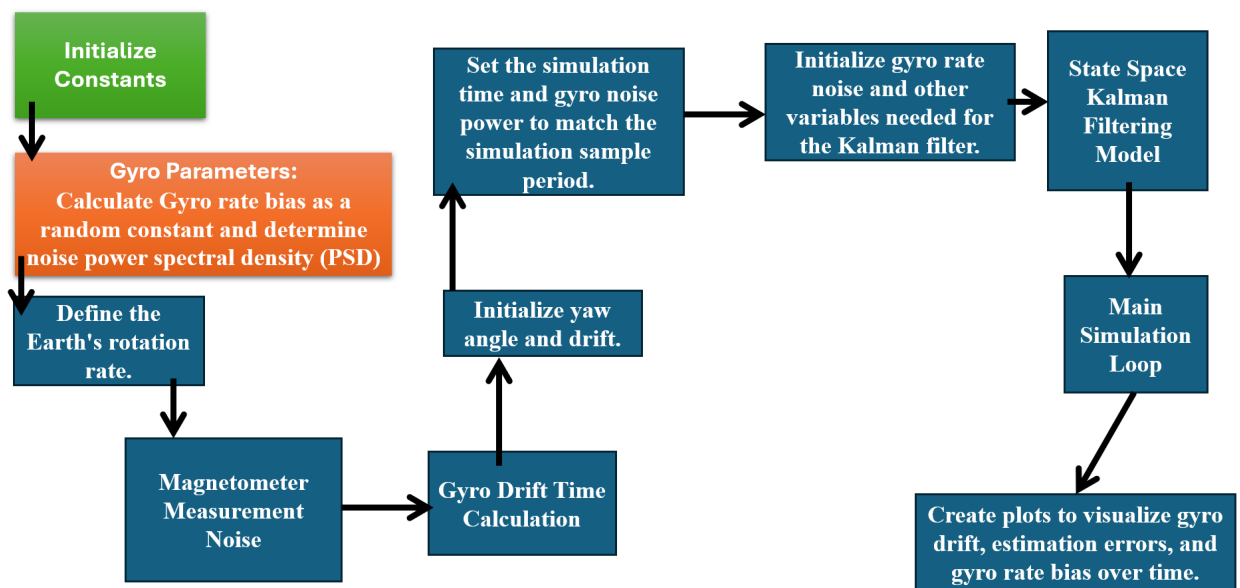 Initialize
Constants
Gyro Parameters:
Calculate Gyro rate bias as a
random constant and determine
noise power spectral density (PSD)
Define the
Earth's rotation
rate.
Magnetometer
Measurement
Noise
Gyro Drift Time
Calculation
Initialize yaw
angle and drift.
Set the simulation
time and gyro noise
power to match the
simulation sample
period.
Initialize gyro rate
noise and other
variables needed for
the Kalman filter.
State Space
Kalman
Filtering
Model
Main
Simulation
Loop
Create plots to visualize gyro
drift, estimation errors, and
gyro rate bias over time.